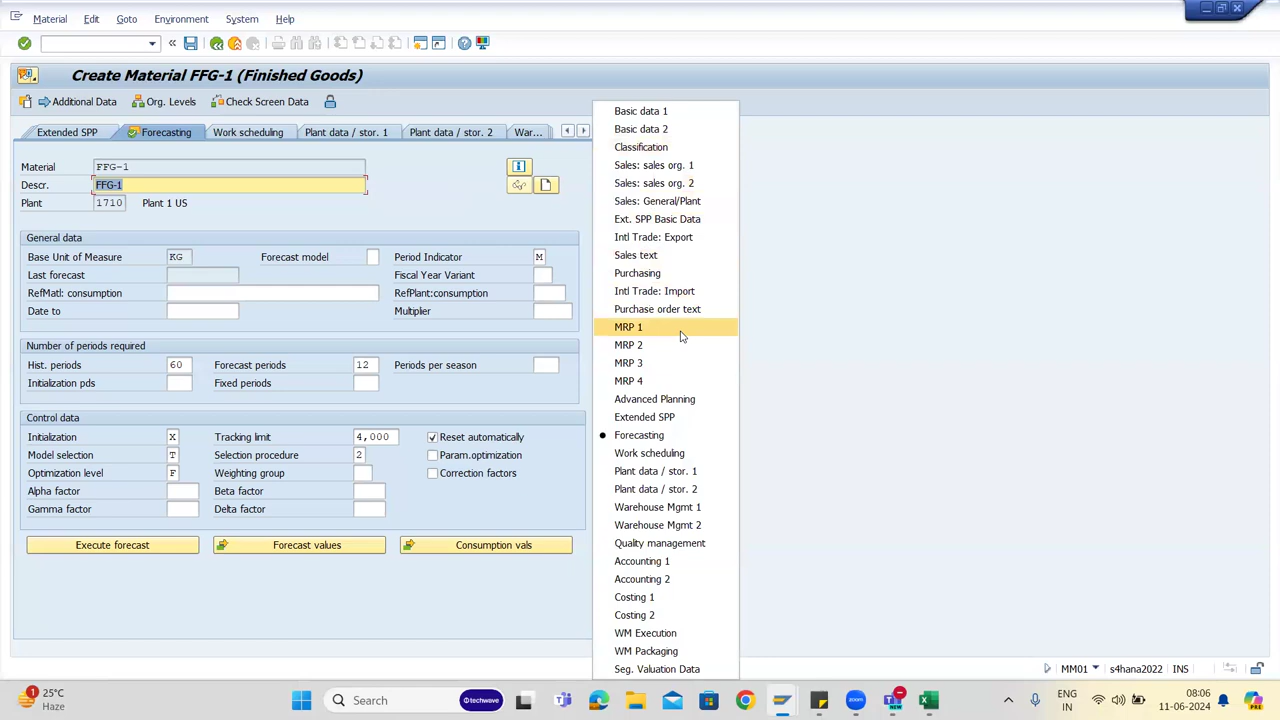 Material Edit Goto Environment System Help
Create Material FFG-1 (Finished Goods)
Additional Data Org. Levels Check Screen Data
Extended SPP Forecasting Work scheduling Plant data / stor. 1 Plant data / stor. 2 War...
Material FFG-1
Descr. FFG-1
Plant 1710 Plant 1 US
General data
Base Unit of Measure KG Forecast model Period Indicator M
Last forecast Fiscal Year Variant
RefMatl: consumption RefPlant:consumption
Date to Multiplier
Number of periods required
Hist. periods 60 Forecast periods 12 Periods per season
Initialization pds Fixed periods
Control data
Initialization X Tracking limit 4,000 Reset automatically
Model selection T Selection procedure 2 Param.optimization
Optimization level F Weighting group Correction factors
Alpha factor Beta factor
Gamma factor Delta factor
Execute forecast Forecast values Consumption vals
Basic data 1
Basic data 2
Classification
Sales: sales org. 1
Sales: sales org. 2
Sales: General/Plant
Ext. SPP Basic Data
Intl Trade: Export
Sales text
Purchasing
Intl Trade: Import
Purchase order text
MRP 1
MRP 2
MRP 3
MRP 4
Advanced Planning
Extended SPP
Forecasting
Work scheduling
Plant data / stor. 1
Plant data / stor. 2
Warehouse Mgmt 1
Warehouse Mgmt 2
Quality management
Accounting 1
Accounting 2
Costing 1
Costing 2
WM Execution
WM Packaging
Seg. Valuation Data
MM01 s4hana2022 INS
1 25°C
Haze
Search
techwave
NEW
zoom
ENG
IN
08:06
11-06-2024
PRE